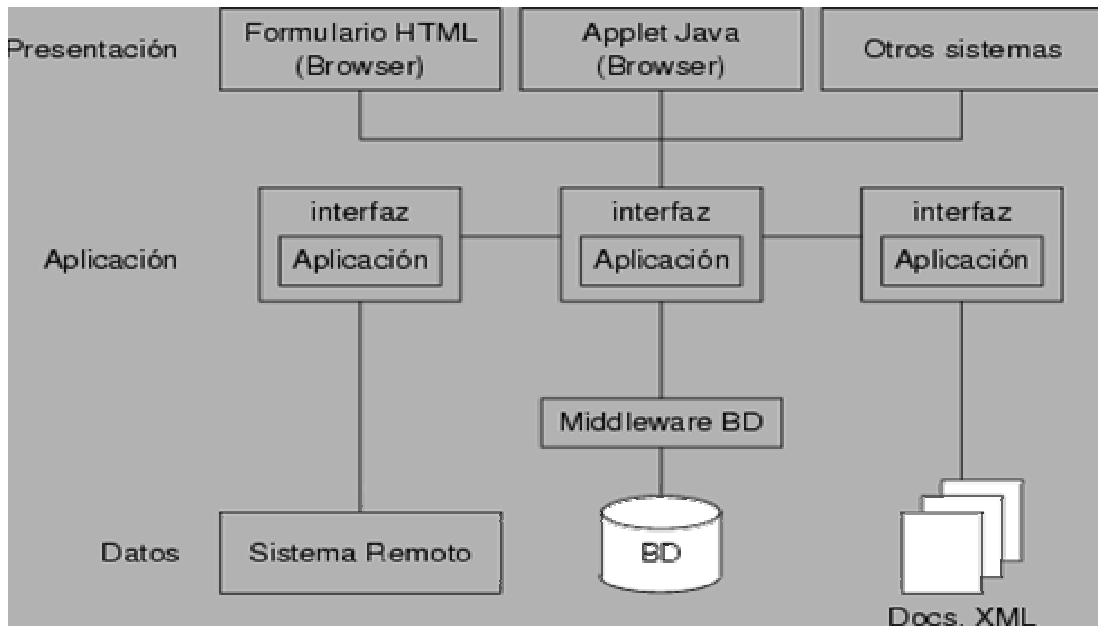 Presentación
Formulario HTML
(Browser)
Applet Java
(Browser)
Otros sistemas
Aplicación
interfaz
Aplicación
interfaz
Aplicación
interfaz
Aplicación
Middleware BD
Datos
Sistema Remoto
BD
Docs. XML